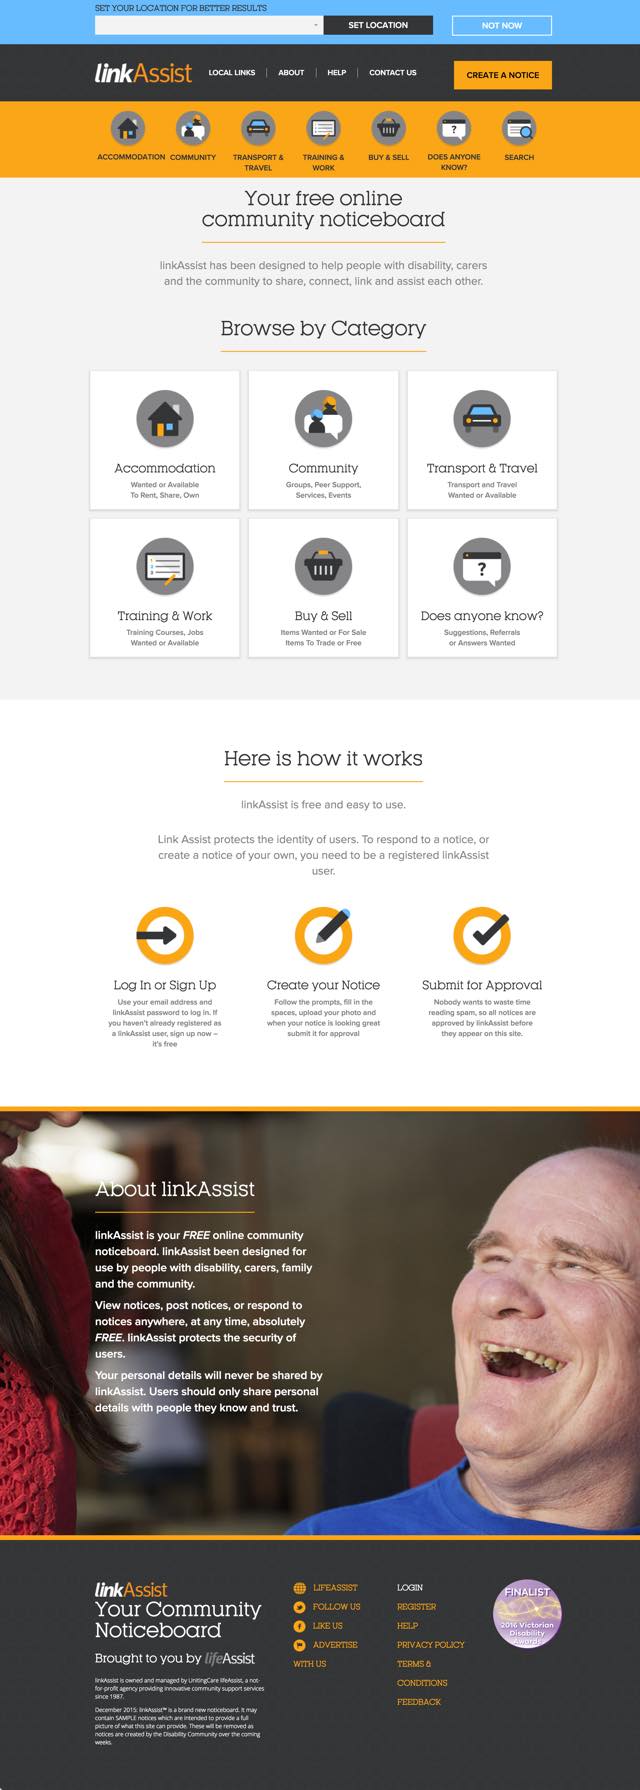 SET YOUR LOCATION FOR BETTER RESULTS
SET LOCATION
NOT NOW
linkAssist
LOCAL LINKS
ABOUT
HELP
CONTACT US
CREATE A NOTICE
ACCOMMODATION
COMMUNITY
TRANSPORT &
TRAVEL
TRAINING &
WORK
BUY & SELL
DOES ANYONE
KNOW?
SEARCH
Your free online
community noticeboard
linkAssist has been designed to help people with disability, carers
and the community to share, connect, link and assist each other.
Browse by Category
Accommodation
Wanted or Available
To Rent, Share, Own
Community
Groups, Peer Support,
Services, Events
Transport & Travel
Transport and Travel
Wanted or Available
Training & Work
Training Courses, Jobs
Wanted or Available
Buy & Sell
Items Wanted or For Sale
Items To Trade or Free
Does anyone know?
Suggestions, Referrals
or Answers Wanted
Here is how it works
linkAssist is free and easy to use.
Link Assist protects the identity of users. To respond to a notice, or
create a notice of your own, you need to be a registered linkAssist
user.
Log In or Sign Up
Use your email address and
linkAssist password to log in. If
you haven't already registered as
a linkAssist user, sign up now –
it's free
Create your Notice
Follow the prompts, fill in the
spaces, upload your photo and
when your notice is looking great
submit it for approval
Submit for Approval
Nobody wants to waste time
reading spam, so all notices are
approved by linkAssist before
they appear on this site.
About linkAssist
linkAssist is your FREE online community
noticeboard. linkAssist been designed for
use by people with disability, carers, family
and the community.
View notices, post notices, or respond to
notices anywhere, at any time, absolutely
FREE. linkAssist protects the security of
users.
Your personal details will never be shared by
linkAssist. Users should only share personal
details with people they know and trust.
linkAssist
Your Community
Noticeboard
Brought to you by lifeAssist
linkAssist is owned and managed by UnitingCare lifeAssist, a not-
for-profit agency providing innovative community support services
since 1987.
December 2015: linkAssist™ is a brand new noticeboard. It may
contain SAMPLE notices which are intended to provide a full
picture of what this site can provide. These will be removed as
notices are created by the Disability Community over the coming
weeks.
LIFEASSIST
FOLLOW US
LIKE US
ADVERTISE
WITH US
LOGIN
REGISTER
HELP
PRIVACY POLICY
TERMS &
CONDITIONS
FEEDBACK
FINALIST
2016 Victorian
Disability
Awards